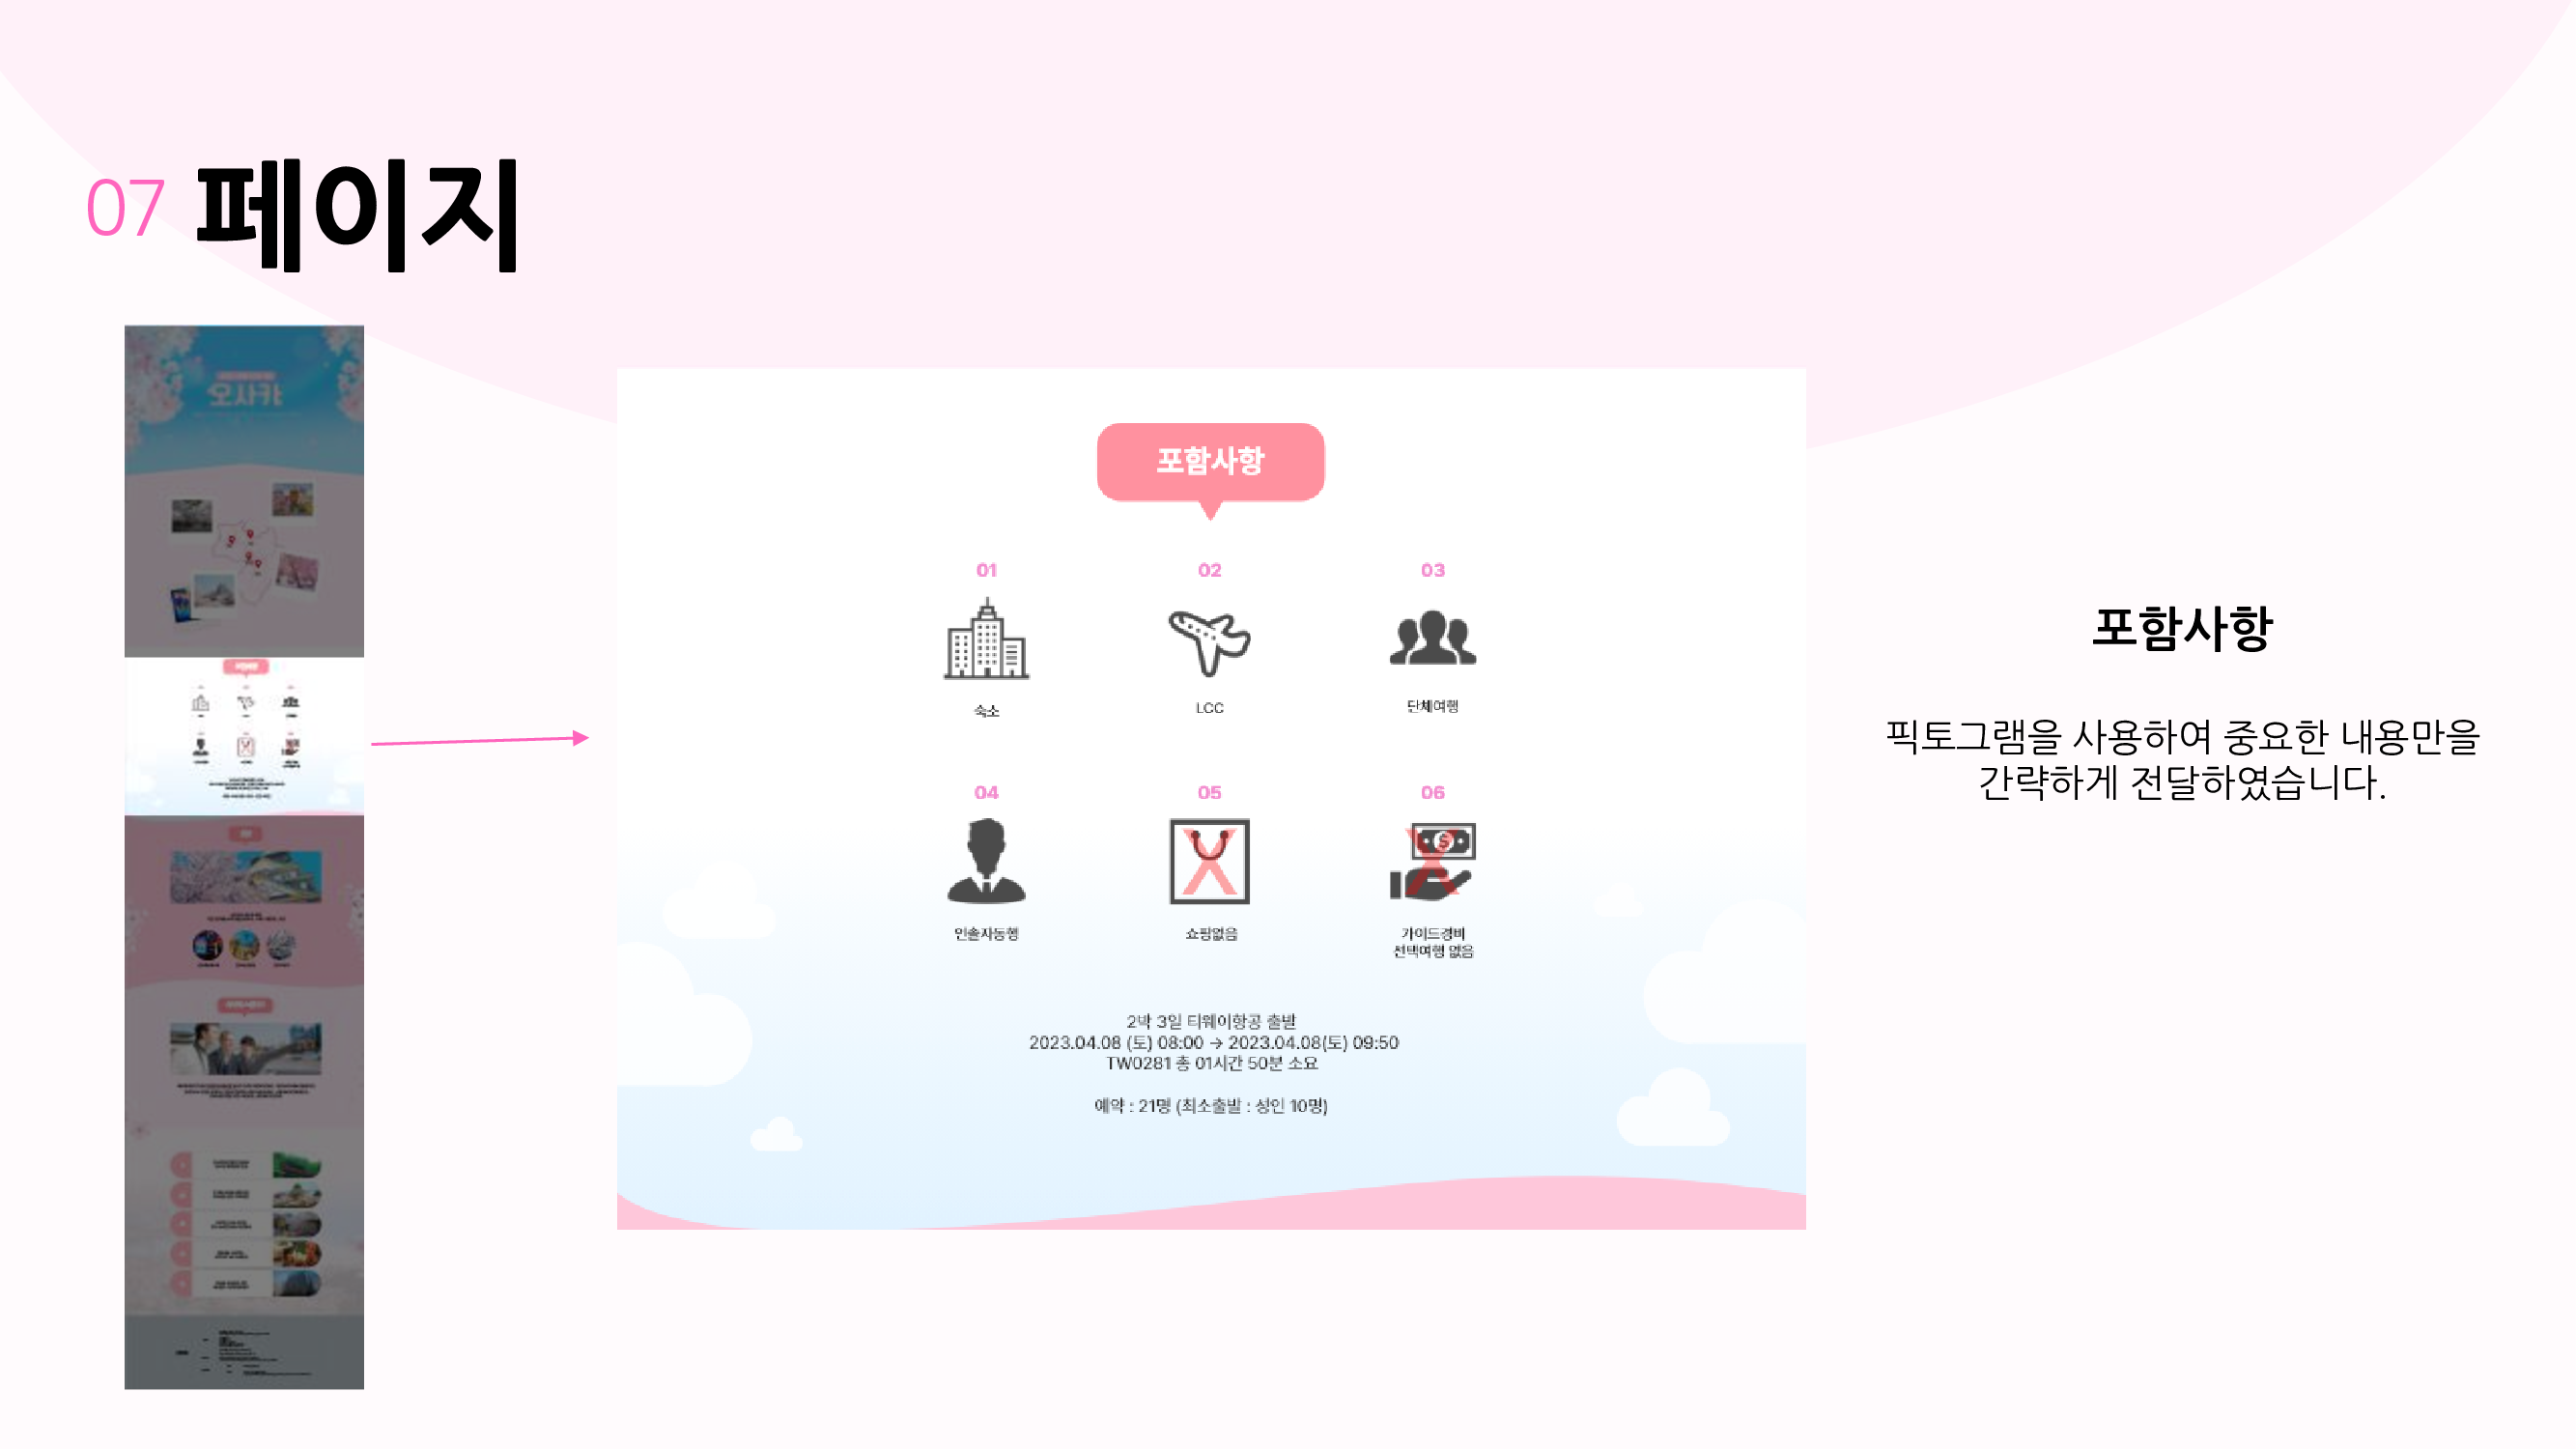 07 페이지
오사카
포함사항
01
02
03
숙소
LCC
단체여행
04
05
06
인솔자동행
쇼핑없음
가이드경비
선택여행 없음
2박 3일 티웨이항공 출발
2023.04.08 (토) 08:00 → 2023.04.08(토) 09:50
TW0281 총 01시간 50분 소요
예약 : 21명 (최소출발 : 성인 10명)
포함사항
픽토그램을 사용하여 중요한 내용만을
간략하게 전달하였습니다.